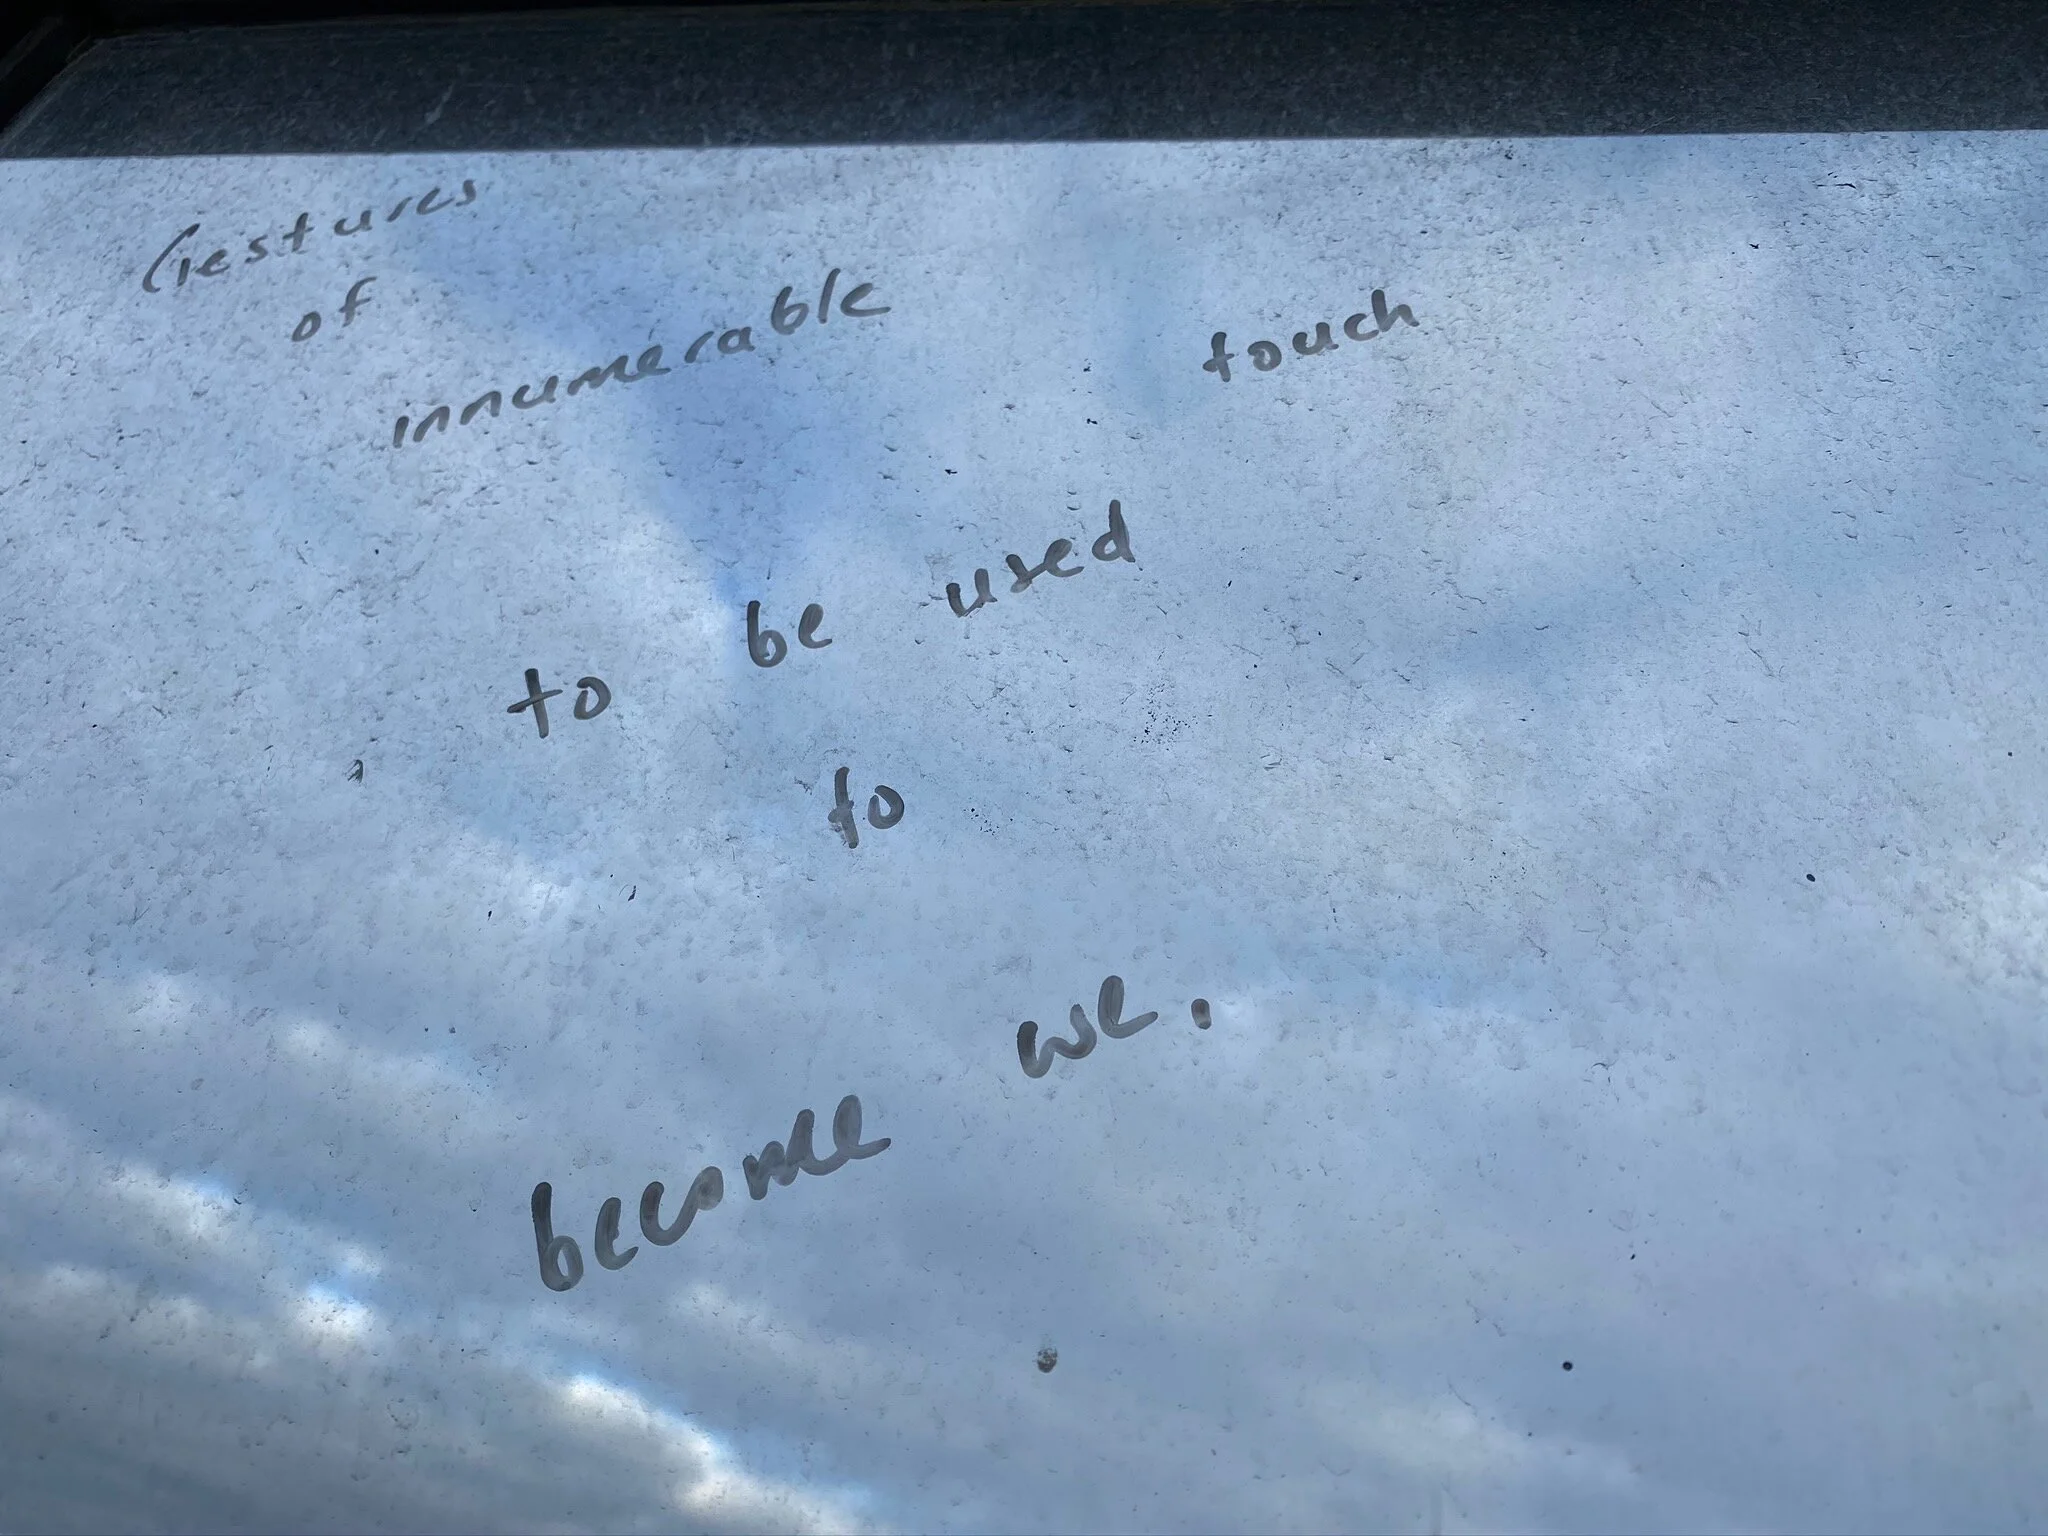 Gestures
of
innumerable touch
to be used
to
become we.